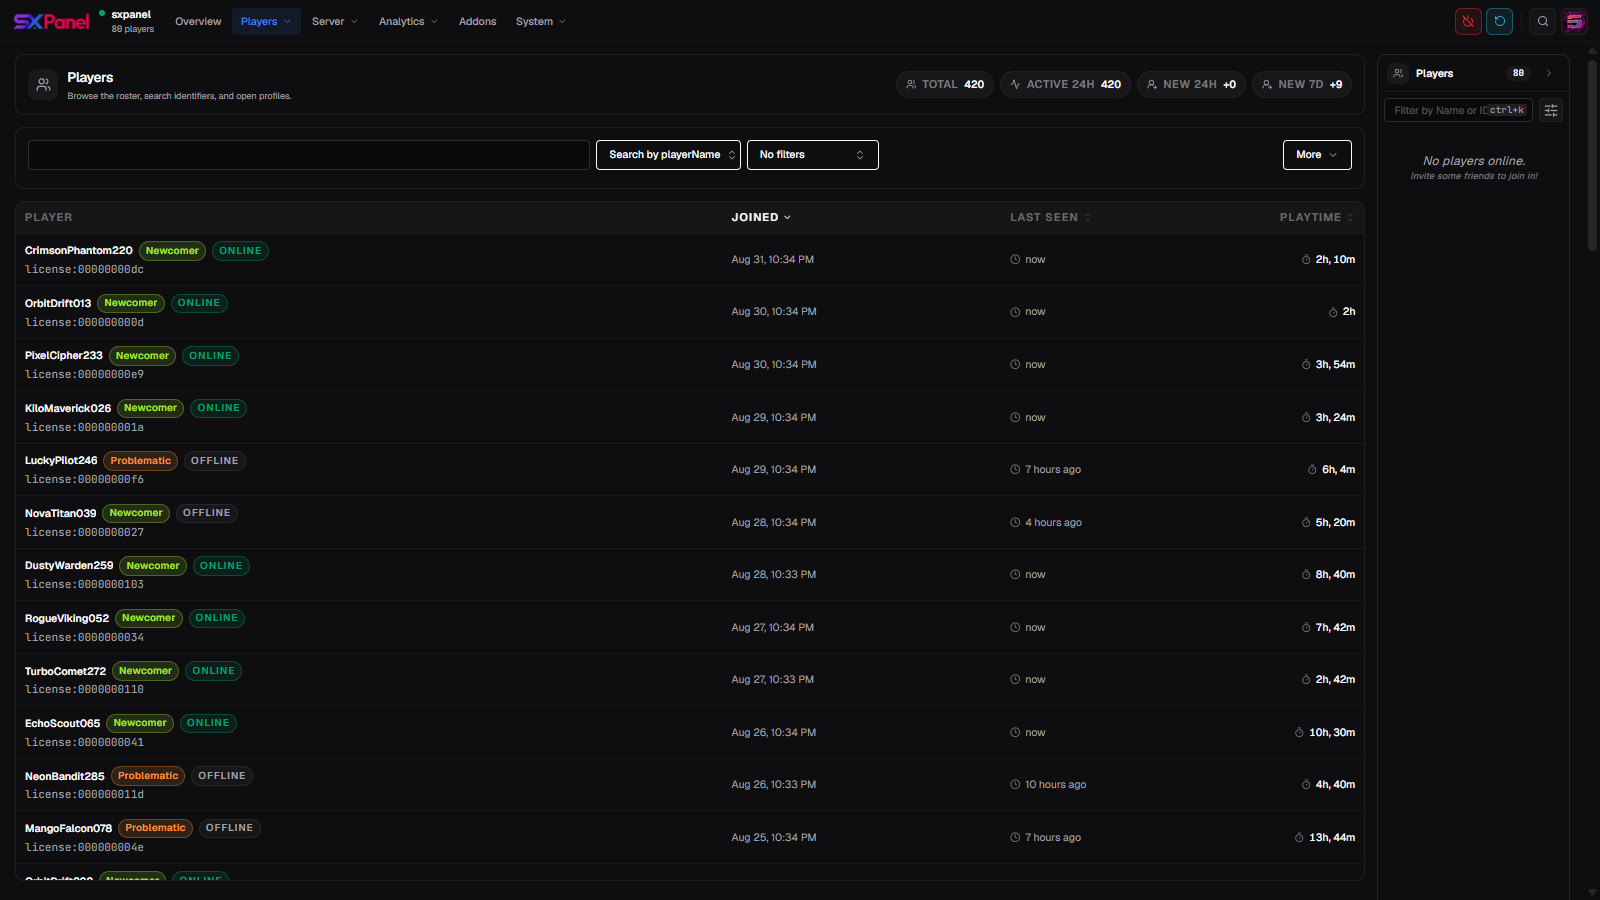 SXPanel
sxpanel
80 players
Overview
Players
Server
Analytics
Addons
System
Players
Browse the roster, search identifiers, and open profiles.
TOTAL 420
ACTIVE 24H 420
NEW 24H +0
NEW 7D +9
Search by playerName
No filters
More
PLAYER JOINED LAST SEEN PLAYTIME
CrimsonPhantom220 Newcomer ONLINE
license:00000000dc
Aug 31, 10:34 PM now 2h, 10m
OrbitDrift013 Newcomer ONLINE
license:000000000d
Aug 30, 10:34 PM now 2h
PixelCipher233 Newcomer ONLINE
license:00000000e9
Aug 30, 10:34 PM now 3h, 54m
KiloMaverick026 Newcomer ONLINE
license:000000001a
Aug 29, 10:34 PM now 3h, 24m
LuckyPilot246 Problematic OFFLINE
license:00000000f6
Aug 29, 10:34 PM 7 hours ago 6h, 4m
NovaTitan039 Newcomer OFFLINE
license:0000000027
Aug 28, 10:34 PM 4 hours ago 5h, 20m
DustyWarden259 Newcomer ONLINE
license:0000000103
Aug 28, 10:33 PM now 8h, 40m
RogueViking052 Newcomer ONLINE
license:0000000034
Aug 27, 10:34 PM now 7h, 42m
TurboComet272 Newcomer ONLINE
license:0000000110
Aug 27, 10:33 PM now 2h, 42m
EchoScout065 Newcomer ONLINE
license:0000000041
Aug 26, 10:34 PM now 10h, 30m
NeonBandit285 Problematic OFFLINE
license:000000011d
Aug 26, 10:33 PM 10 hours ago 4h, 40m
MangoFalcon078 Problematic OFFLINE
license:000000004e
Aug 25, 10:34 PM 7 hours ago 13h, 44m
Newcomer ONLINE
Players 80
Filter by Name or ctrl+k
No players online.
Invite some friends to join in!